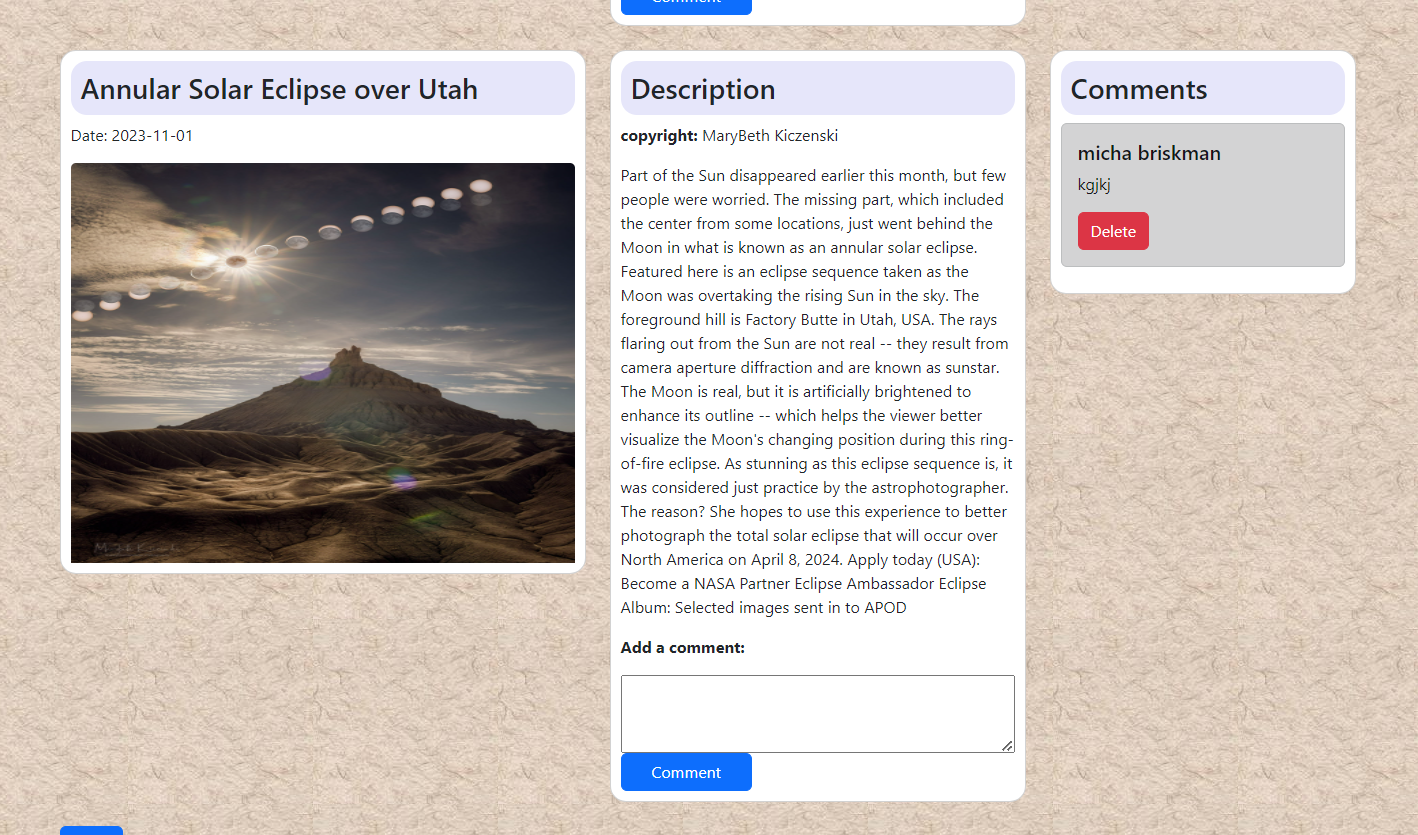 Comment
Annular Solar Eclipse over Utah
Date: 2023-11-01
Description
copyright: MaryBeth Kiczenski
Part of the Sun disappeared earlier this month, but few
people were worried. The missing part, which included
the center from some locations, just went behind the
Moon in what is known as an annular solar eclipse.
Featured here is an eclipse sequence taken as the
Moon was overtaking the rising Sun in the sky. The
foreground hill is Factory Butte in Utah, USA. The rays
flaring out from the Sun are not real -- they result from
camera aperture diffraction and are known as sunstar.
The Moon is real, but it is artificially brightened to
enhance its outline -- which helps the viewer better
visualize the Moon's changing position during this ring-
of-fire eclipse. As stunning as this eclipse sequence is, it
was considered just practice by the astrophotographer.
The reason? She hopes to use this experience to better
photograph the total solar eclipse that will occur over
North America on April 8, 2024. Apply today (USA):
Become a NASA Partner Eclipse Ambassador Eclipse
Album: Selected images sent in to APOD
Add a comment:
Comment
Comments
micha briskman
kgjkj
Delete